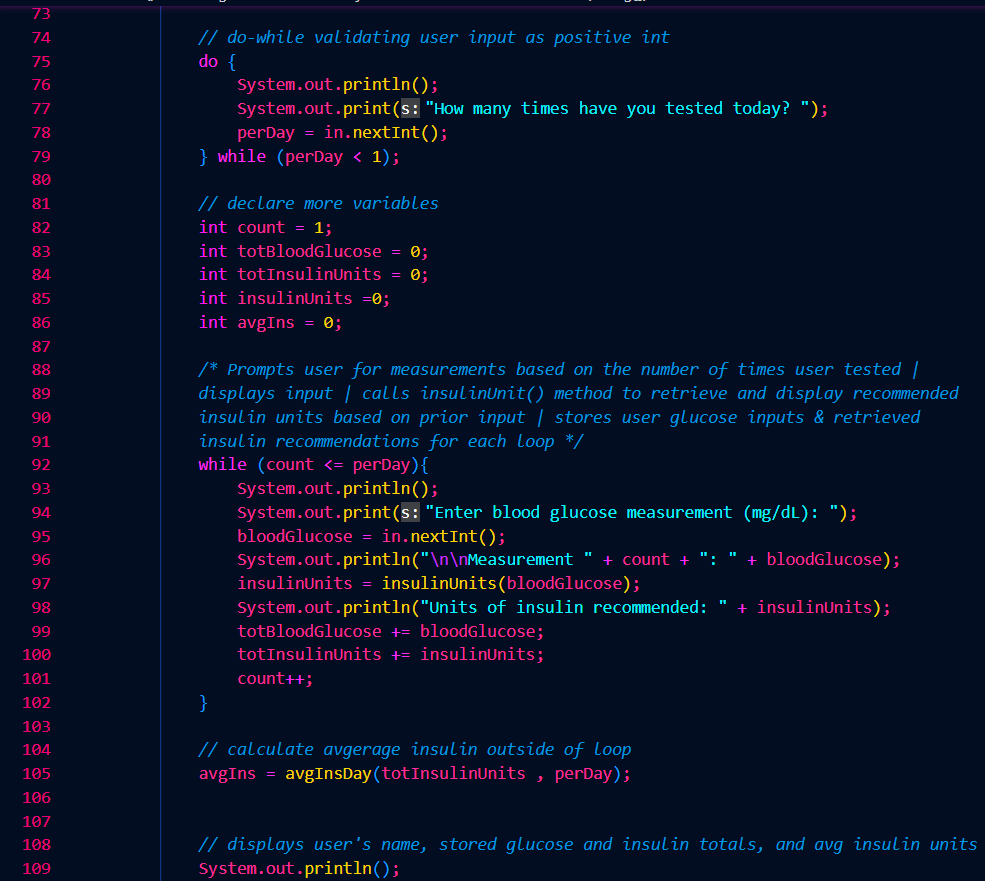 73
74 // do-while validating user input as positive int
75 do {
76 System.out.println();
77 System.out.print(s: "How many times have you tested today? ");
78 perDay = in.nextInt();
79 } while (perDay < 1);
80
81 // declare more variables
82 int count = 1;
83 int totBloodGlucose = 0;
84 int totInsulinUnits = 0;
85 int insulinUnits =0;
86 int avgIns = 0;
87
88 /* Prompts user for measurements based on the number of times user tested |
89 displays input | calls insulinUnit() method to retrieve and display recommended
90 insulin units based on prior input | stores user glucose inputs & retrieved
91 insulin recommendations for each loop */
92 while (count <= perDay){
93 System.out.println();
94 System.out.print(s: "Enter blood glucose measurement (mg/dL): ");
95 bloodGlucose = in.nextInt();
96 System.out.println("\n\nMeasurement " + count + ": " + bloodGlucose);
97 insulinUnits = insulinUnits(bloodGlucose);
98 System.out.println("Units of insulin recommended: " + insulinUnits);
99 totBloodGlucose += bloodGlucose;
100 totInsulinUnits += insulinUnits;
101 count++;
102 }
103
104 // calculate avgerage insulin outside of loop
105 avgIns = avgInsDay(totInsulinUnits , perDay);
106
107
108 // displays user's name, stored glucose and insulin totals, and avg insulin units
109 System.out.println();